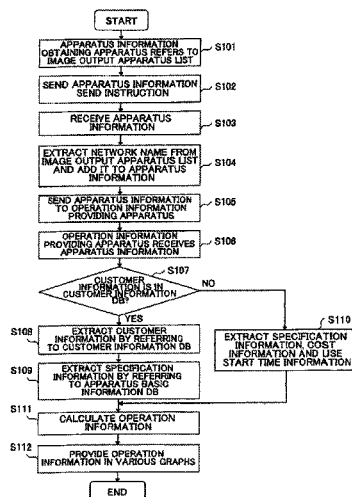 START
APPARATUS INFORMATION
OBTAINING APPARATUS REFERS TO
IMAGE OUTPUT APPARATUS LIST
S101
SEND APPARATUS INFORMATION
SEND INSTRUCTION
S102
RECEIVE APPARATUS
INFORMATION
S103
EXTRACT NETWORK NAME FROM
IMAGE OUTPUT APPARATUS LIST
AND ADD IT TO APPARATUS
INFORMATION
S104
SEND APPARATUS INFORMATION
TO OPERATION INFORMATION
PROVIDING APPARATUS
S105
OPERATION INFORMATION
PROVIDING APPARATUS RECEIVES
APPARATUS INFORMATION
S106
S107
CUSTOMER
INFORMATION IS IN
CUSTOMER INFORMATION
DB?
NO
YES
S108
EXTRACT CUSTOMER
INFORMATION BY REFERRING
TO CUSTOMER INFORMATION DB
S110
EXTRACT SPECIFICATION
INFORMATION, COST
INFORMATION AND USE
START TIME INFORMATION
S109
EXTRACT SPECIFICATION
INFORMATION BY REFERRING
TO APPARATUS BASIC
INFORMATION DB
S111
CALCULATE OPERATION
INFORMATION
S112
PROVIDE OPERATION
INFORMATION IN VARIOUS GRAPHS
END